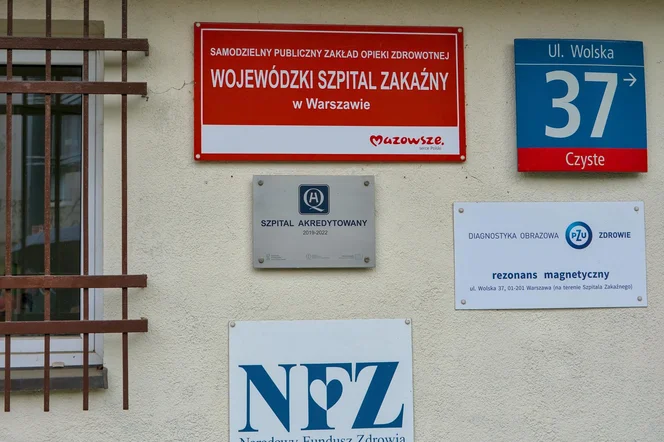 SAMODZIELNY PUBLICZNY ZAKŁAD OPIEKI ZDROWOTNEJ
WOJEWÓDZKI SZPITAL ZAKAŹNY
w Warszawie
Mazowsze.
serce Polski
Ul. Wolska
37
Czyste
SZPITAL AKREDYTOWANY
2019-2022
DIAGNOSTYKA OBRAZOWA PZU ZDROWIE
rezonans magnetyczny
ul. Wolska 37, 01-201 Warszawa (na terenie Szpitala Zakaźnego)
NFZ
Narodowy Fundusz Zdrowia